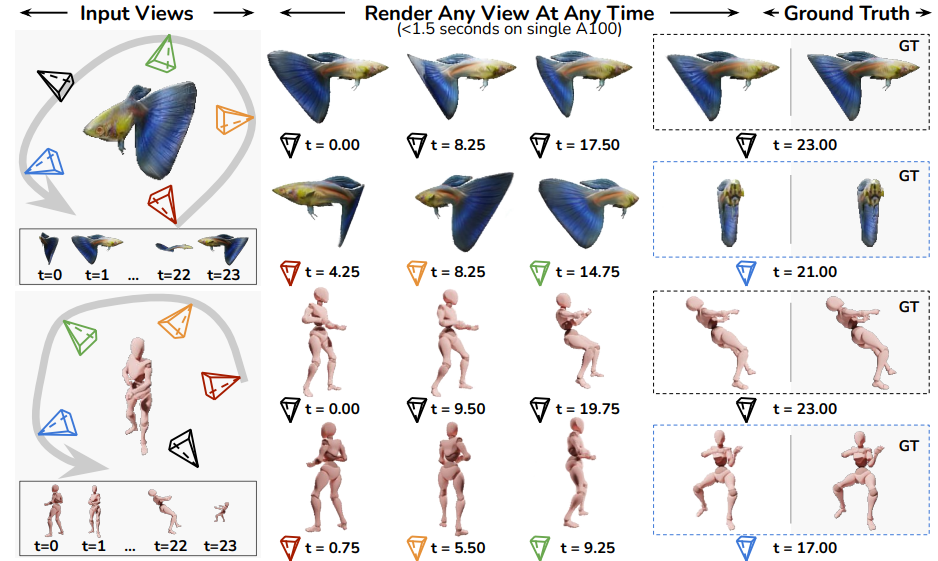 Input Views
Render Any View At Any Time
Ground Truth
(<1.5 seconds on single A100)
GT
t = 0.00
t = 8.25
t = 17.50
t = 23.00
GT
t=0
t=1
...
t=22
t=23
t = 4.25
t = 8.25
t = 14.75
t = 21.00
GT
t = 0.00
t = 9.50
t = 19.75
t = 23.00
GT
t=0
t=1
...
t=22
t=23
t = 0.75
t = 5.50
t = 9.25
t = 17.00